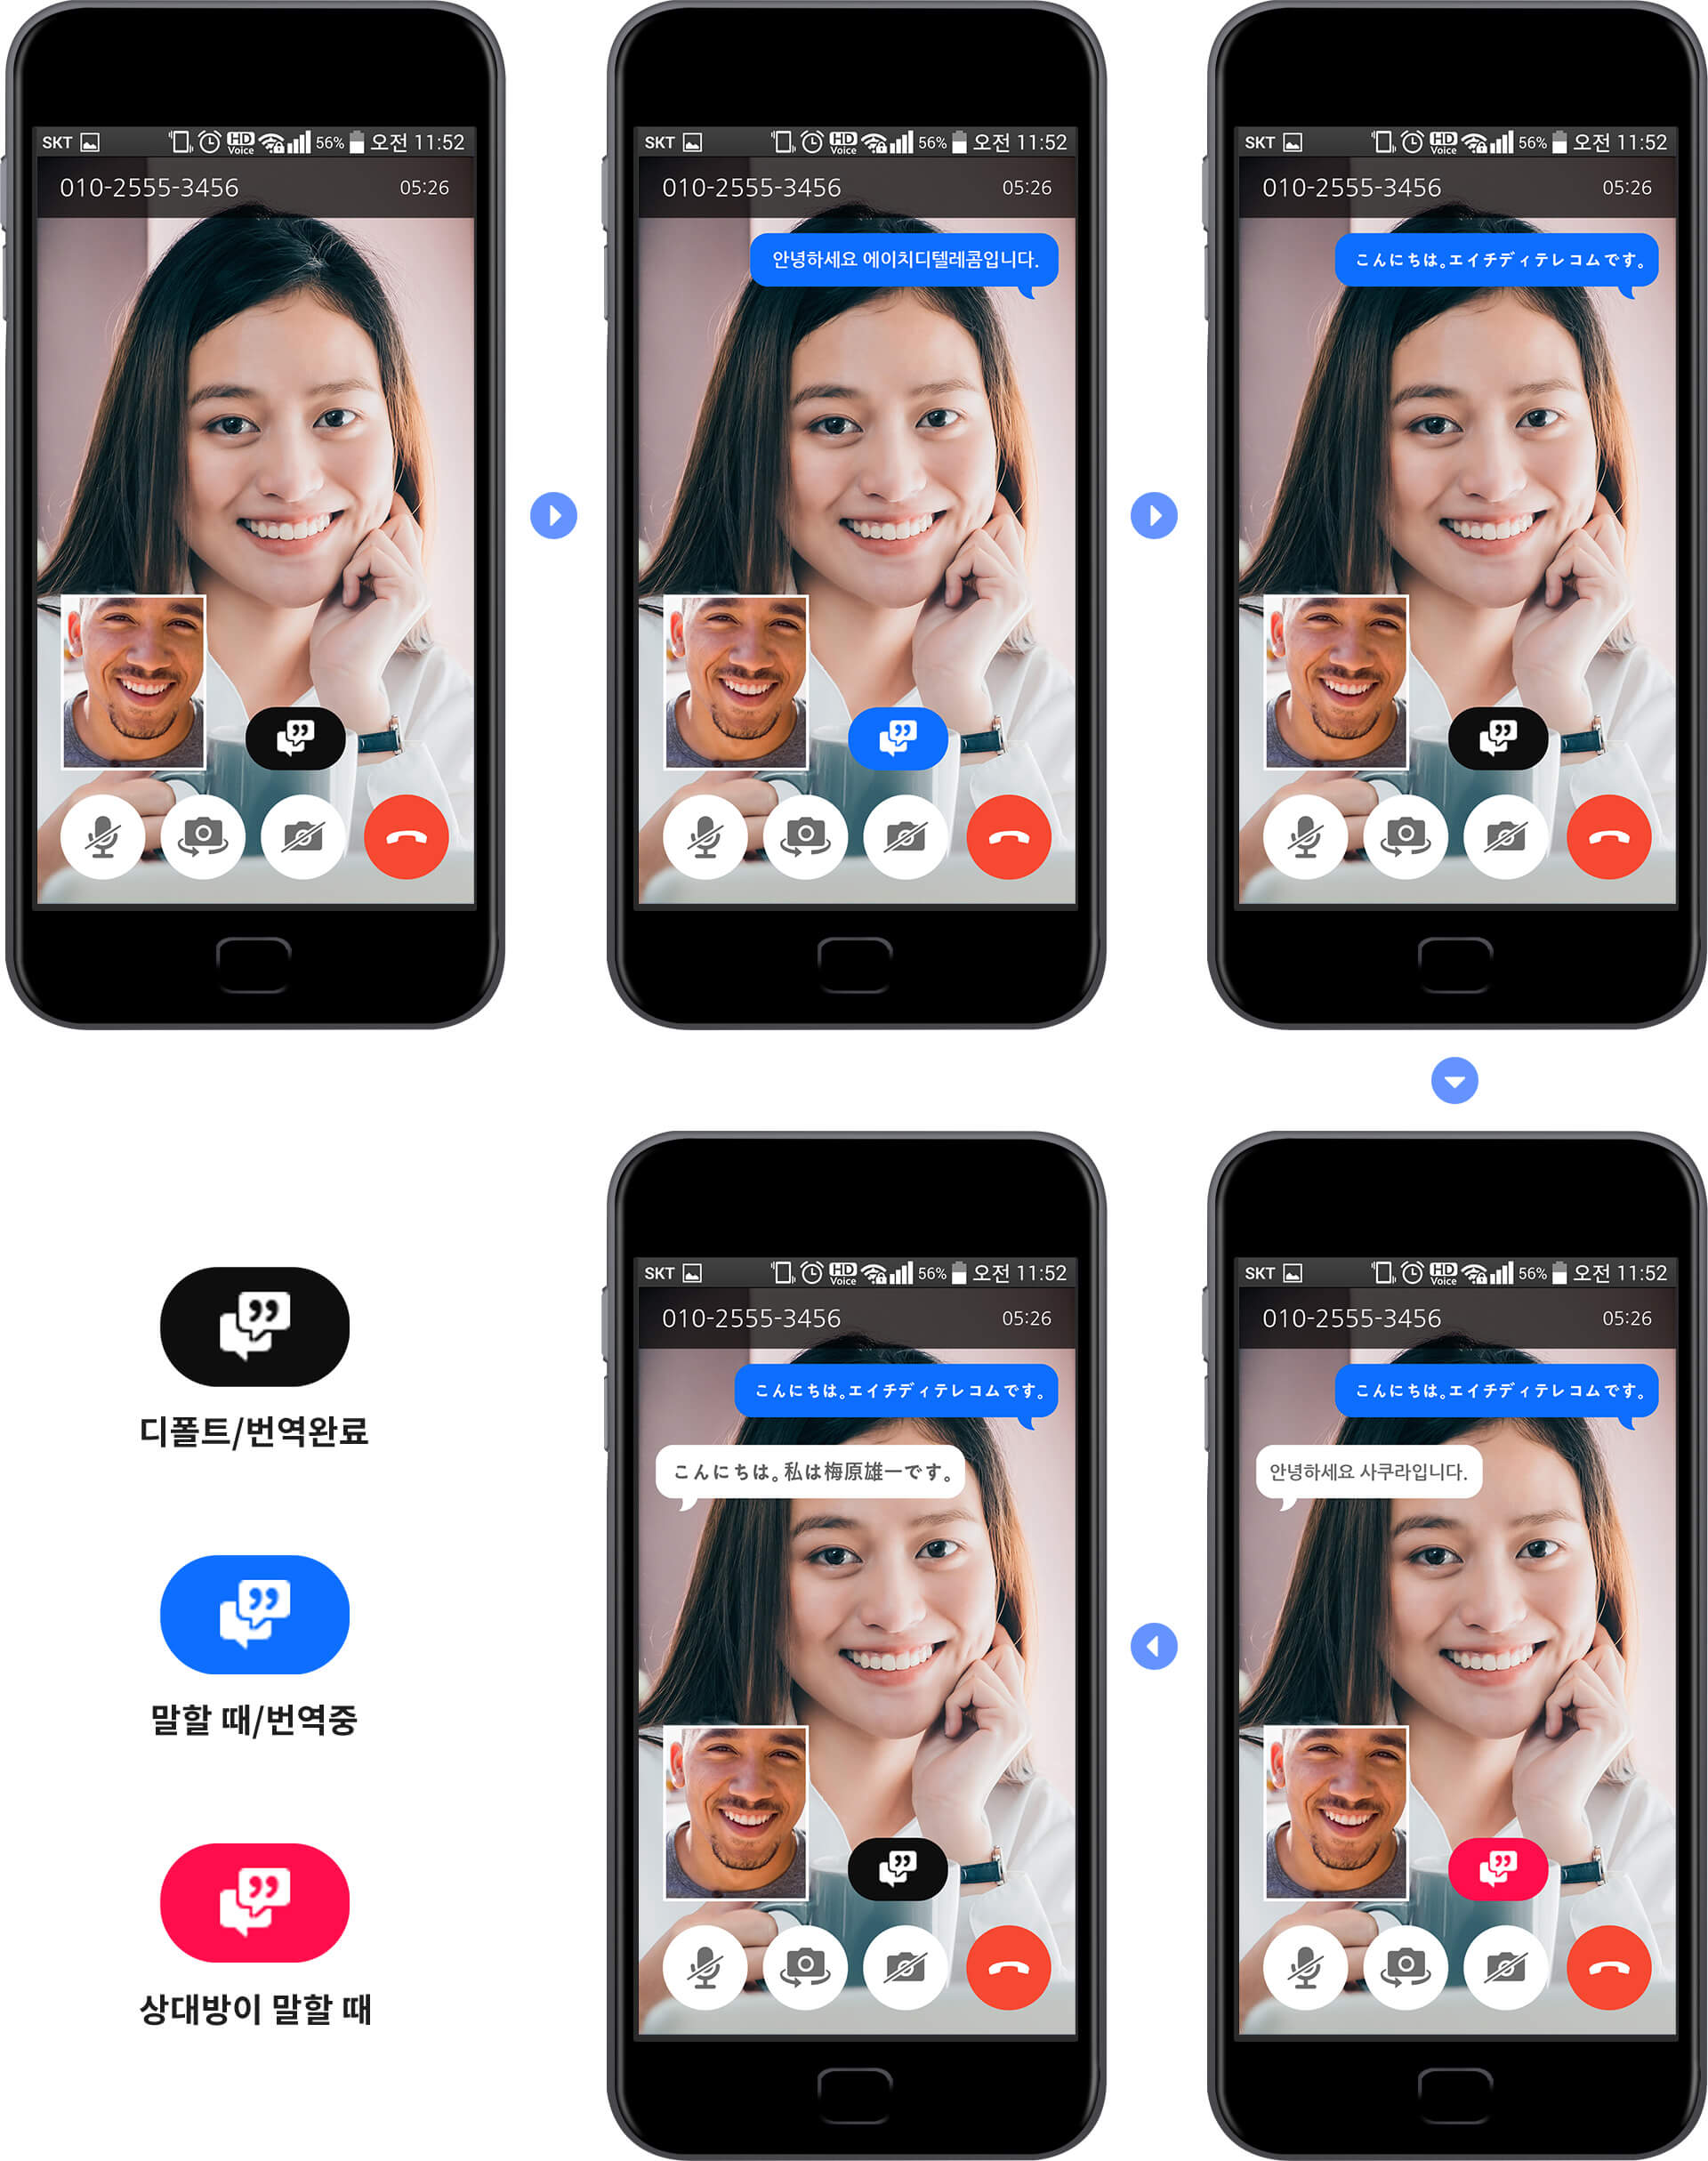 SKT HD Voice 56% 오전 11:52
010-2555-3456 05:26
SKT HD Voice 56% 오전 11:52
010-2555-3456 05:26
안녕하세요 에이치디텔레콤입니다.
SKT HD Voice 56% 오전 11:52
010-2555-3456 05:26
こんにちは。エイチディテレコムです。
SKT HD Voice 56% 오전 11:52
010-2555-3456 05:26
こんにちは。エイチディテレコムです。
안녕하세요 사쿠라입니다.
SKT HD Voice 56% 오전 11:52
010-2555-3456 05:26
こんにちは。エイチディテレコムです。
こんにちは。私は梅原雄一です。
디폴트/번역완료
말할 때/번역중
상대방이 말할 때